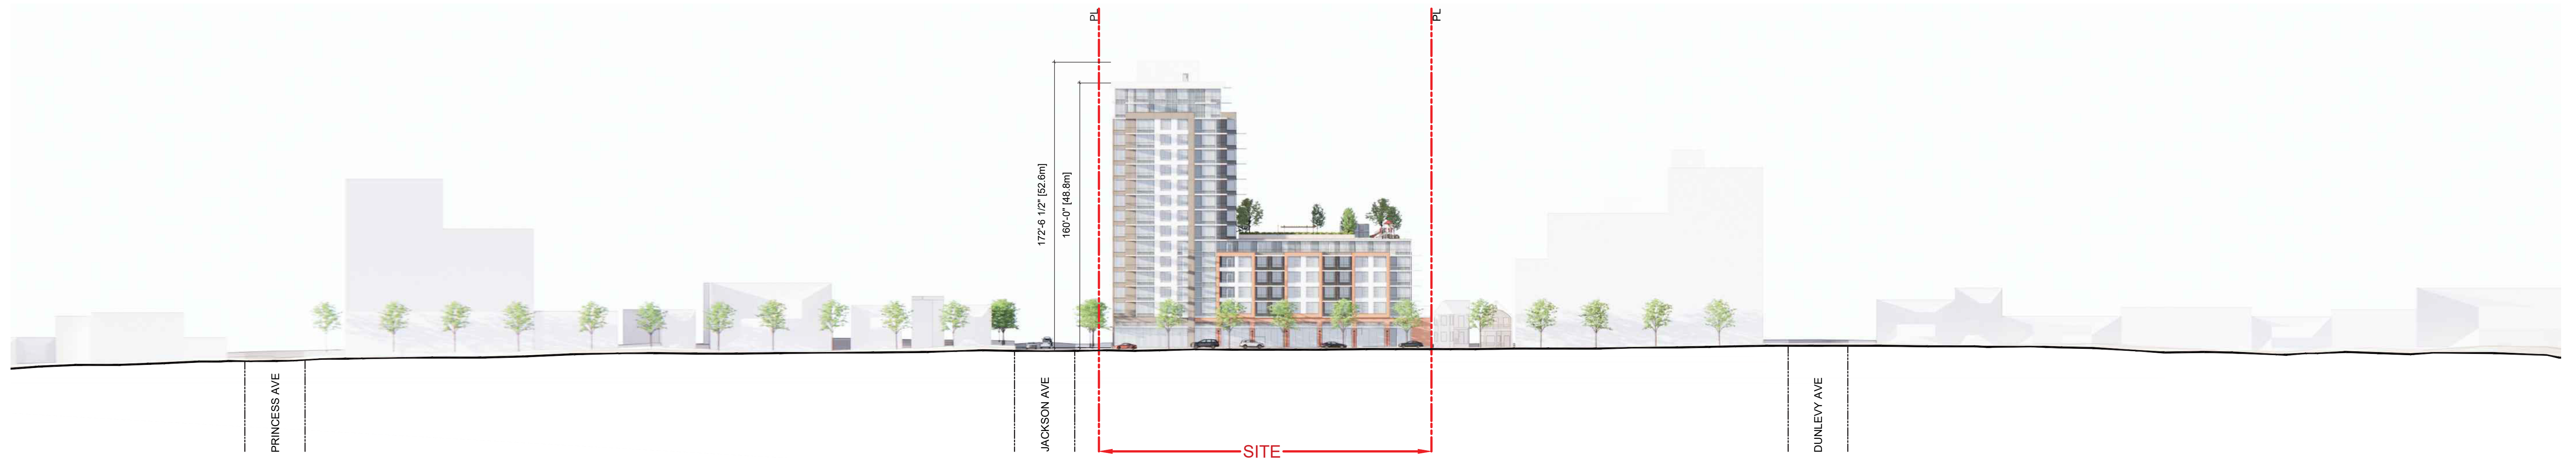 PL
PL
172'-6 1/2" [52.6m]
160'-0" [48.8m]
PRINCESS AVE
JACKSON AVE
SITE
DUNLEVY AVE